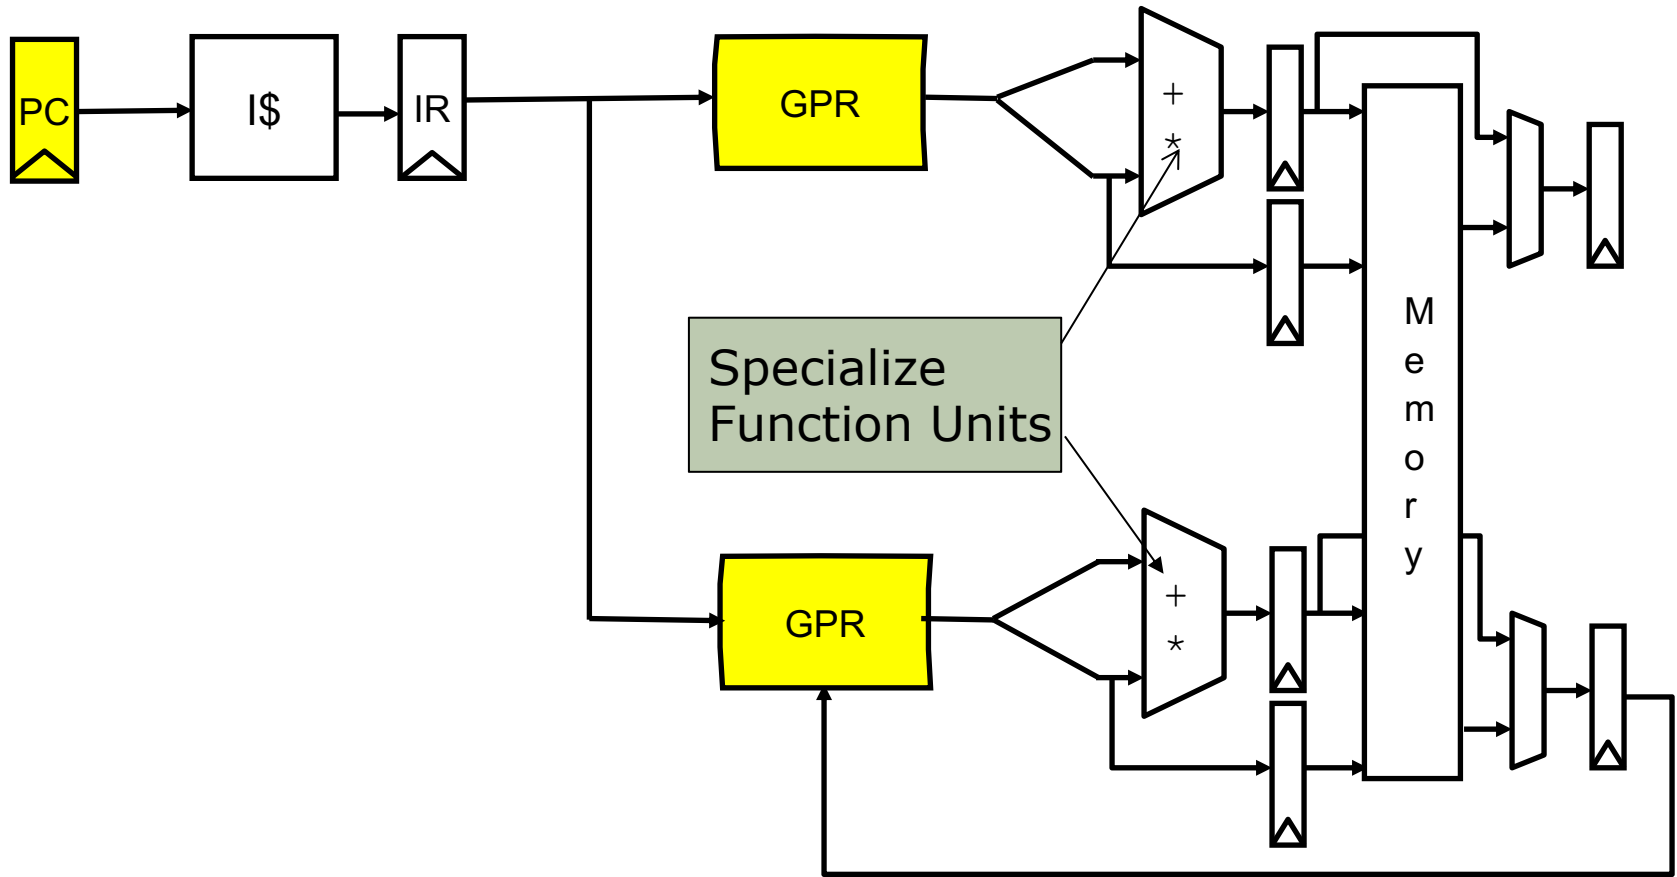 PC
I$
IR
GPR
+
*
Specialize
Function Units
M
e
m
o
r
y
GPR
+
*